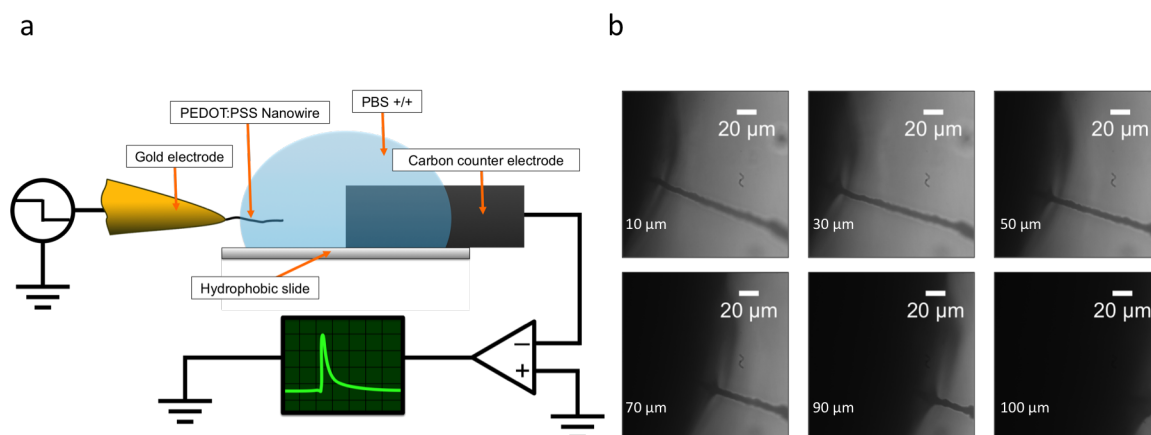 a
b
PEDOT:PSS Nanowire
PBS +/+
Gold electrode
Carbon counter electrode
Hydrophobic slide
−
+
20 µm
10 µm
20 µm
30 µm
20 µm
50 µm
20 µm
70 µm
20 µm
90 µm
20 µm
100 µm